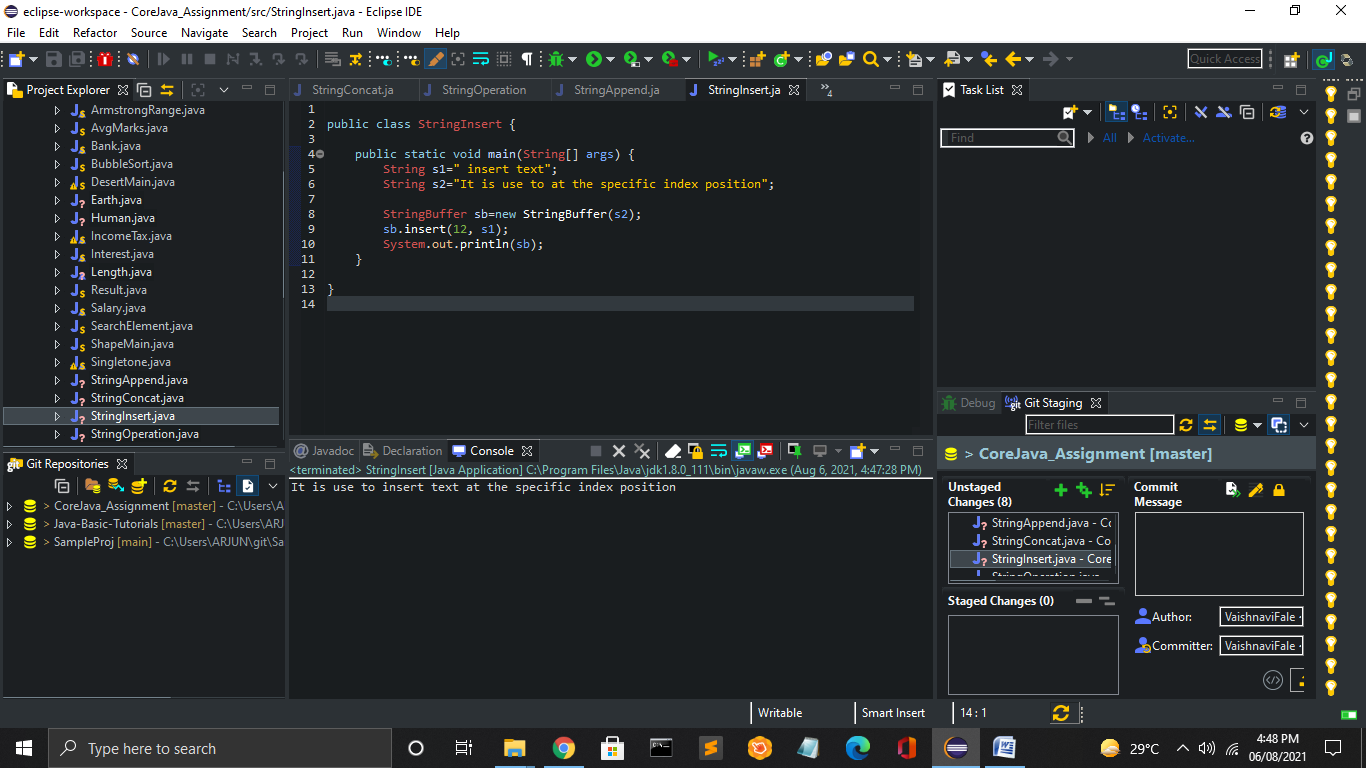 eclipse-workspace - CoreJava_Assignment/src/StringInsert.java - Eclipse IDE
File Edit Refactor Source Navigate Search Project Run Window Help
Quick Access
Project Explorer
ArmstrongRange.java
AvgMarks.java
Bank.java
BubbleSort.java
DesertMain.java
Earth.java
Human.java
IncomeTax.java
Interest.java
Length.java
Result.java
Salary.java
SearchElement.java
ShapeMain.java
Singletone.java
StringAppend.java
StringConcat.java
StringInsert.java
StringOperation.java
Git Repositories
> CoreJava_Assignment [master] - C:\Users\A
> Java-Basic-Tutorials [master] - C:\Users\ARJ
> SampleProj [main] - C:\Users\ARJUN\git\Sa
StringConcat.ja StringOperation StringAppend.ja StringInsert.ja »4
1
2 public class StringInsert {
3
4 public static void main(String[] args) {
5 String s1=" insert text";
6 String s2="It is use to at the specific index position";
7
8 StringBuffer sb=new StringBuffer(s2);
9 sb.insert(12, s1);
10 System.out.println(sb);
11 }
12
13 }
14
@ Javadoc Declaration Console
<terminated> StringInsert [Java Application] C:\Program Files\Java\jdk1.8.0_111\bin\javaw.exe (Aug 6, 2021, 4:47:28 PM)
It is use to insert text at the specific index position
Task List
Find All Activate...
Debug Git Staging
Filter files
> CoreJava_Assignment [master]
Unstaged Changes (8)
StringAppend.java - Co
StringConcat.java - Co
StringInsert.java - Core
StringOperation.java
Staged Changes (0)
Commit Message
Author: VaishnaviFale
Committer: VaishnaviFale
Writable Smart Insert 14 : 1
Type here to search
29°C
4:48 PM
06/08/2021